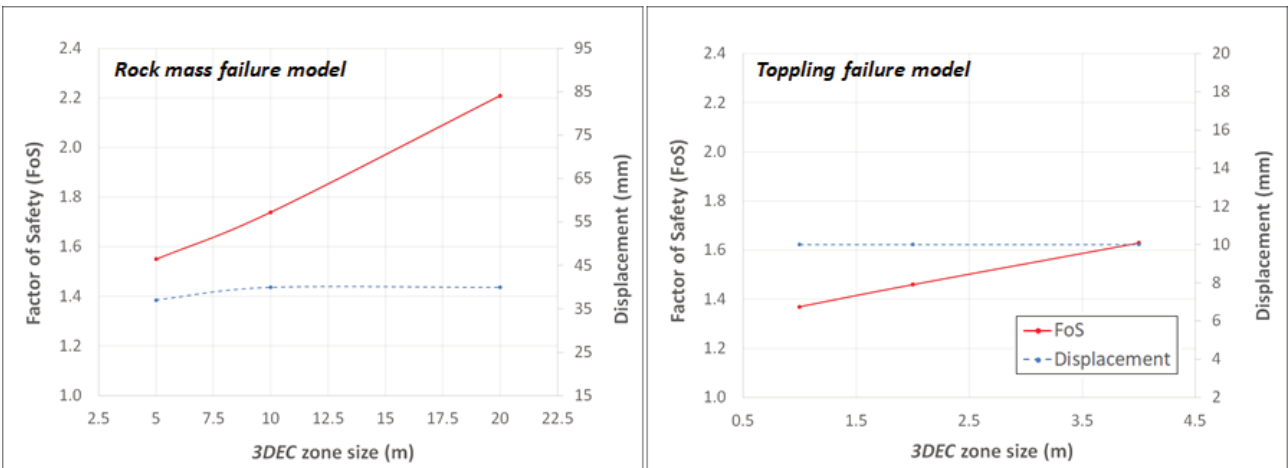 Rock mass failure model
Factor of Safety (FoS)
2.4
2.2
2.0
1.8
1.6
1.4
1.2
1.0
95
85
75
65
55
45
35
25
15
Displacement (mm)
2.5 5 7.5 10 12.5 15 17.5 20 22.5
3DEC zone size (m)
Toppling failure model
Factor of Safety (FoS)
2.4
2.2
2.0
1.8
1.6
1.4
1.2
1.0
20
18
16
14
12
10
8
6
4
2
Displacement (mm)
FoS
Displacement
0.5 1.5 2.5 3.5 4.5
3DEC zone size (m)